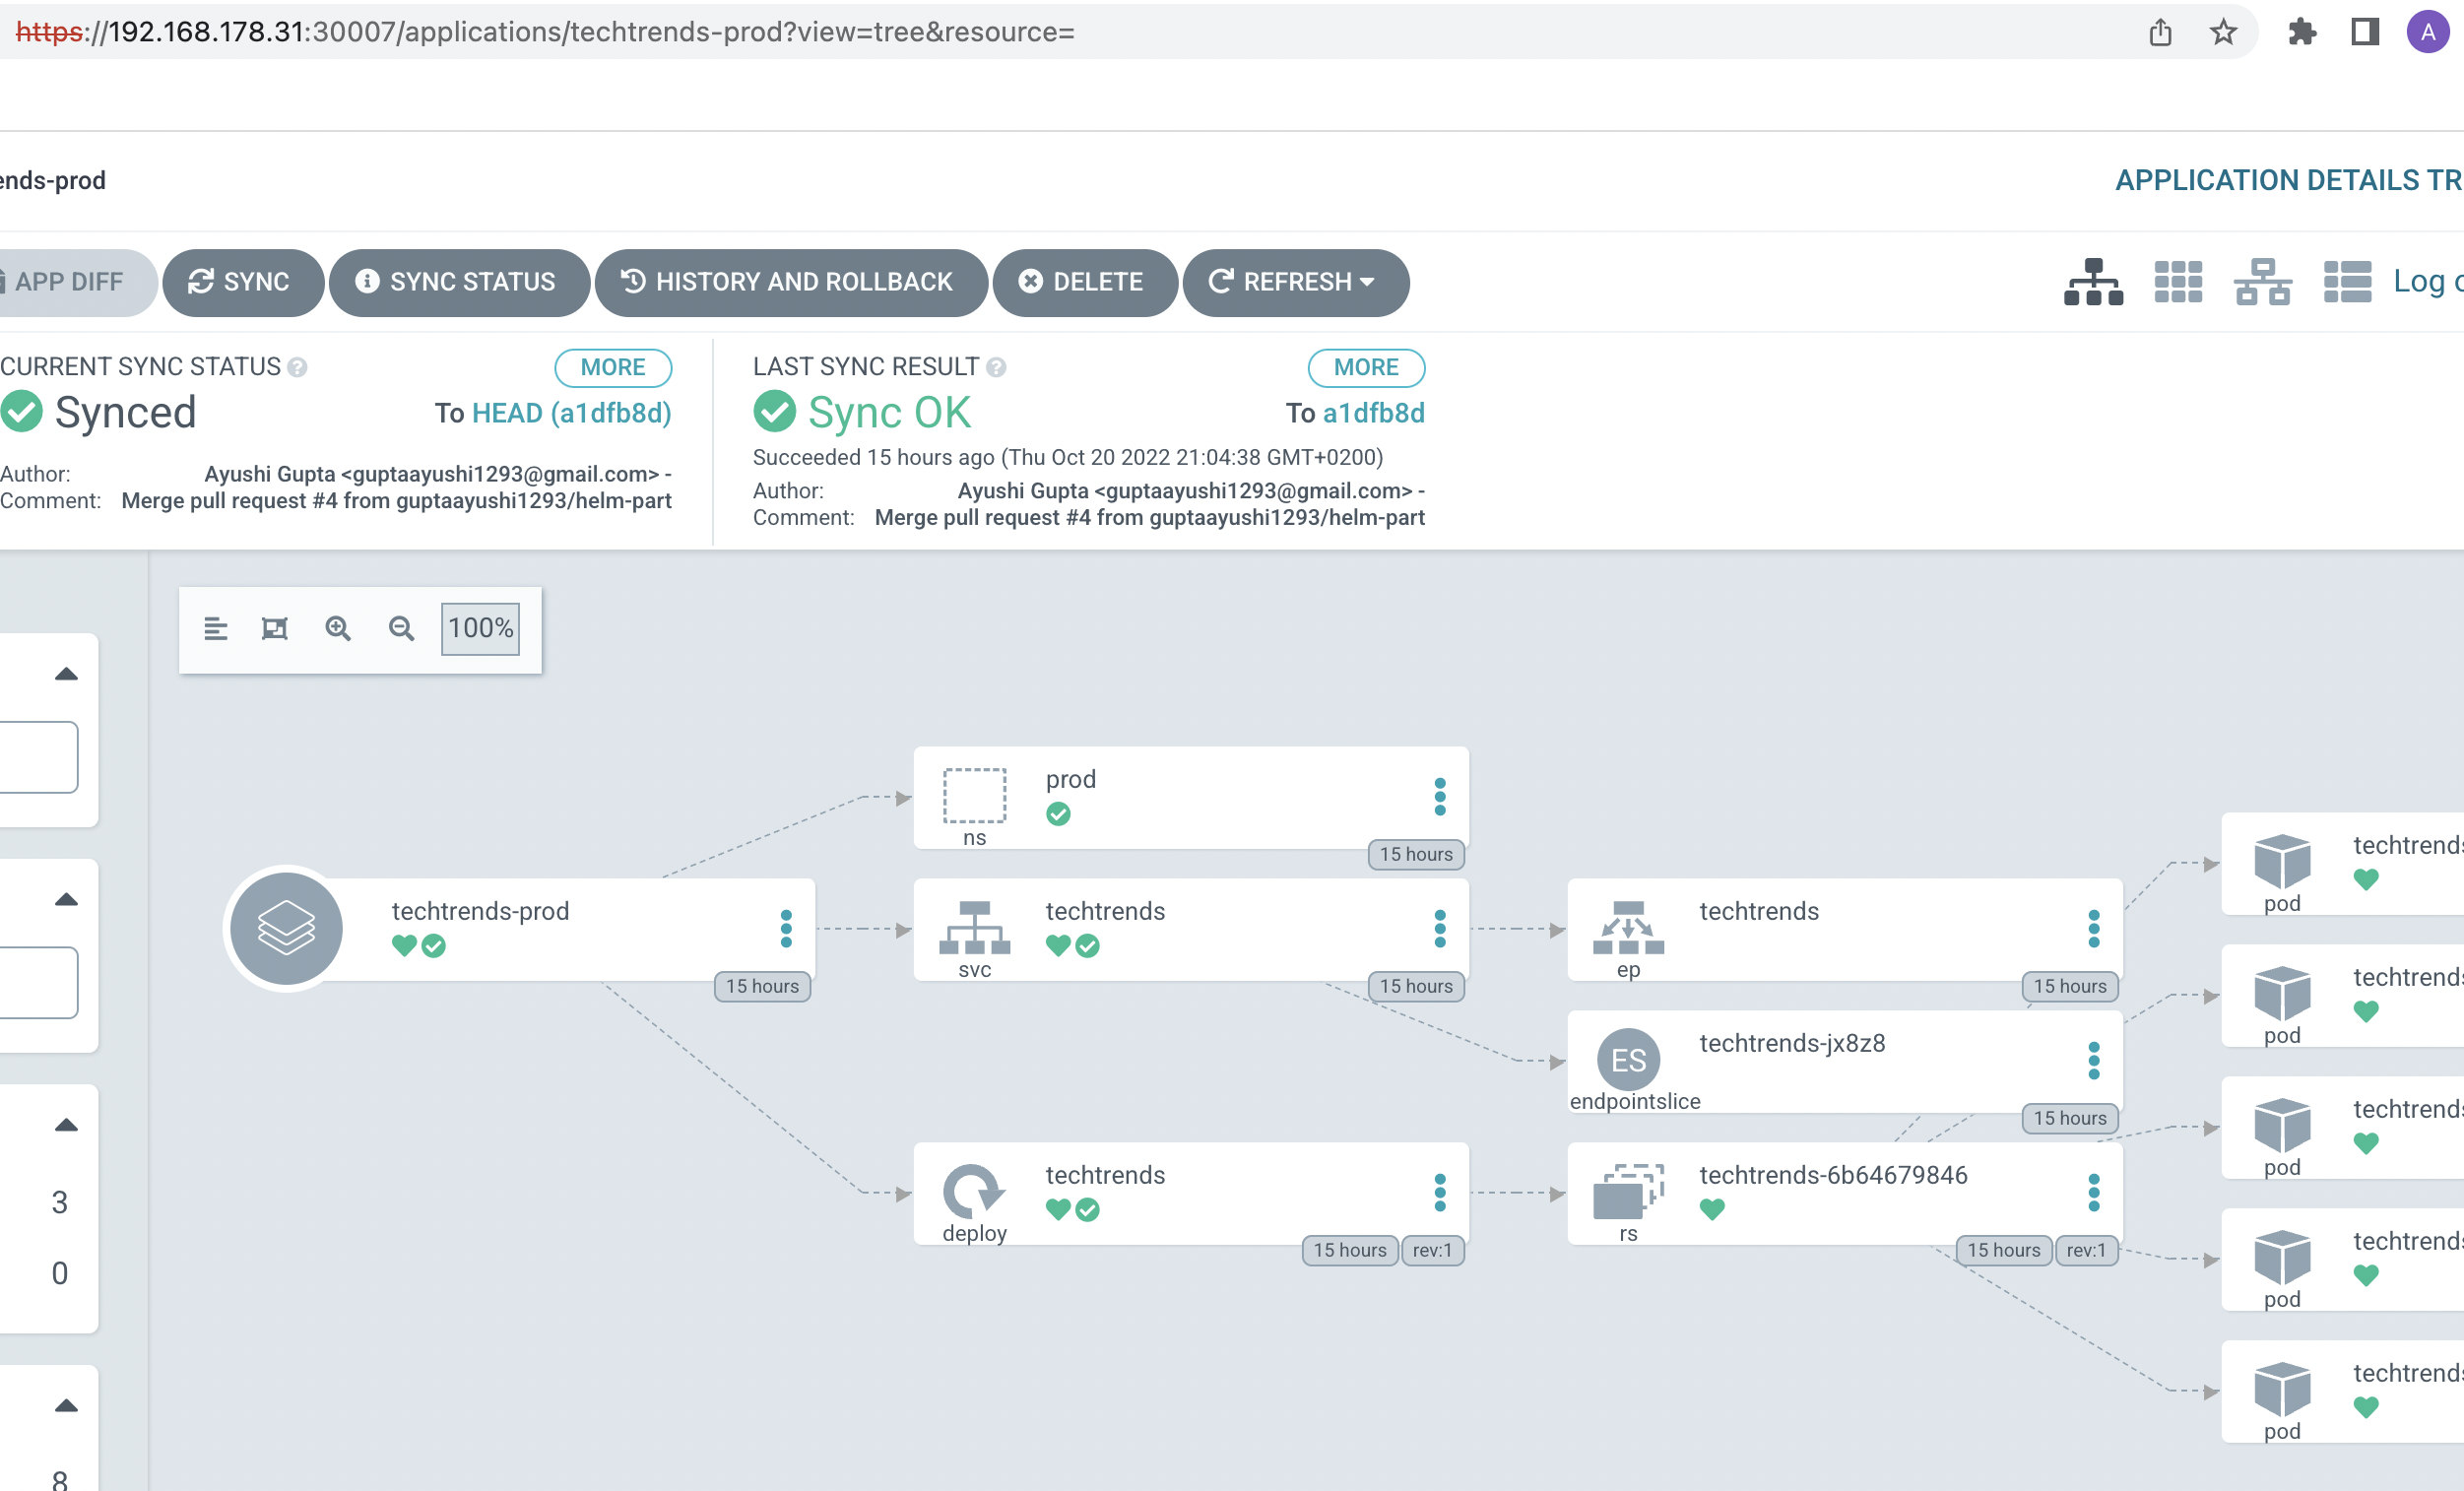 https://192.168.178.31:30007/applications/techtrends-prod?view=tree&resource=
A
ends-prod
APPLICATION DETAILS TR
APP DIFF
SYNC
SYNC STATUS
HISTORY AND ROLLBACK
DELETE
REFRESH
Log o
CURRENT SYNC STATUS
MORE
Synced
To HEAD (a1dfb8d)
Author: Ayushi Gupta <guptaayushi1293@gmail.com> -
Comment: Merge pull request #4 from guptaayushi1293/helm-part
LAST SYNC RESULT
MORE
Sync OK
To a1dfb8d
Succeeded 15 hours ago (Thu Oct 20 2022 21:04:38 GMT+0200)
Author: Ayushi Gupta <guptaayushi1293@gmail.com> -
Comment: Merge pull request #4 from guptaayushi1293/helm-part
100%
3
0
8
techtrends-prod
15 hours
prod
ns
15 hours
techtrends
svc
15 hours
techtrends
deploy
15 hours
rev:1
techtrends
ep
15 hours
techtrends-jx8z8
ES
endpointslice
15 hours
techtrends-6b64679846
rs
15 hours
rev:1
techtrends
pod
techtrends
pod
techtrends
pod
techtrends
pod
techtrends
pod